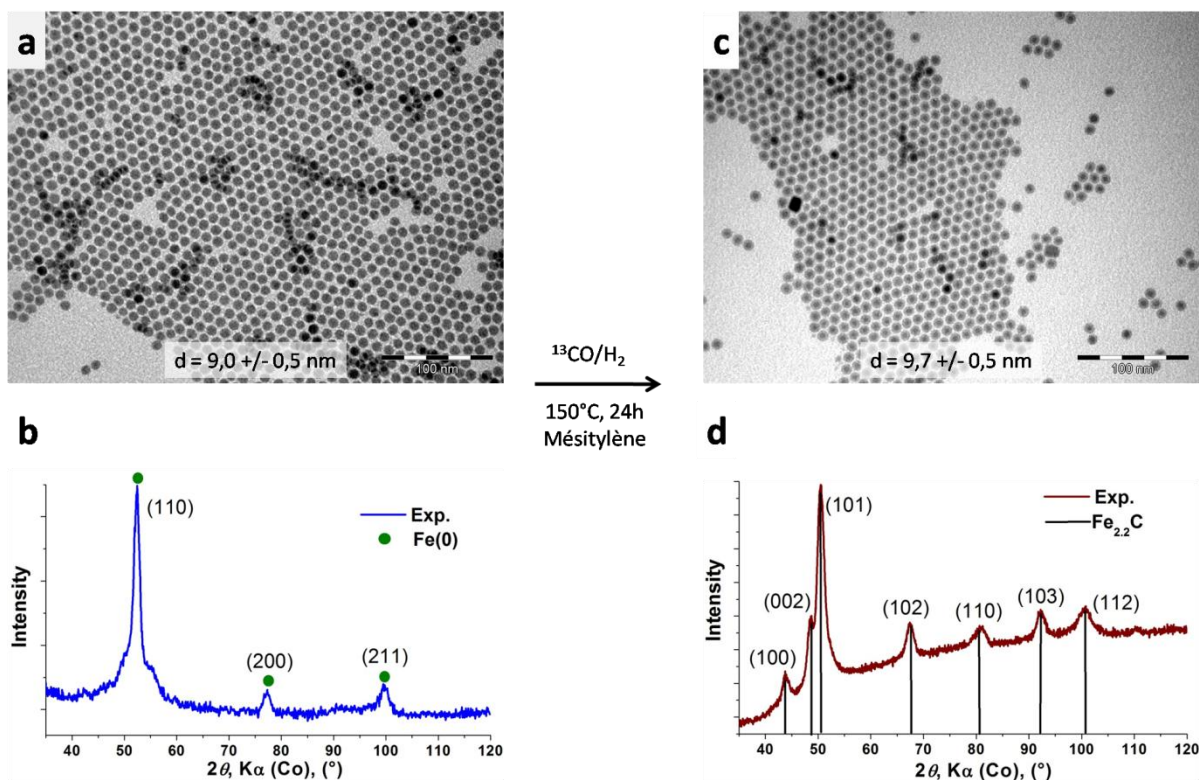 a
d = 9,0 +/- 0,5 nm
100 nm
¹³CO/H₂
150°C, 24h
Mésitylène
c
d = 9,7 +/- 0,5 nm
100 nm
b
(110)
(200)
(211)
Exp.
Fe(0)
Intensity
40 50 60 70 80 90 100 110 120
2θ, Kα (Co), (°)
d
(100)
(002)
(101)
(102)
(110)
(103)
(112)
Exp.
Fe₂.₂C
Intensity
40 50 60 70 80 90 100 110 120
2θ, Kα (Co), (°)